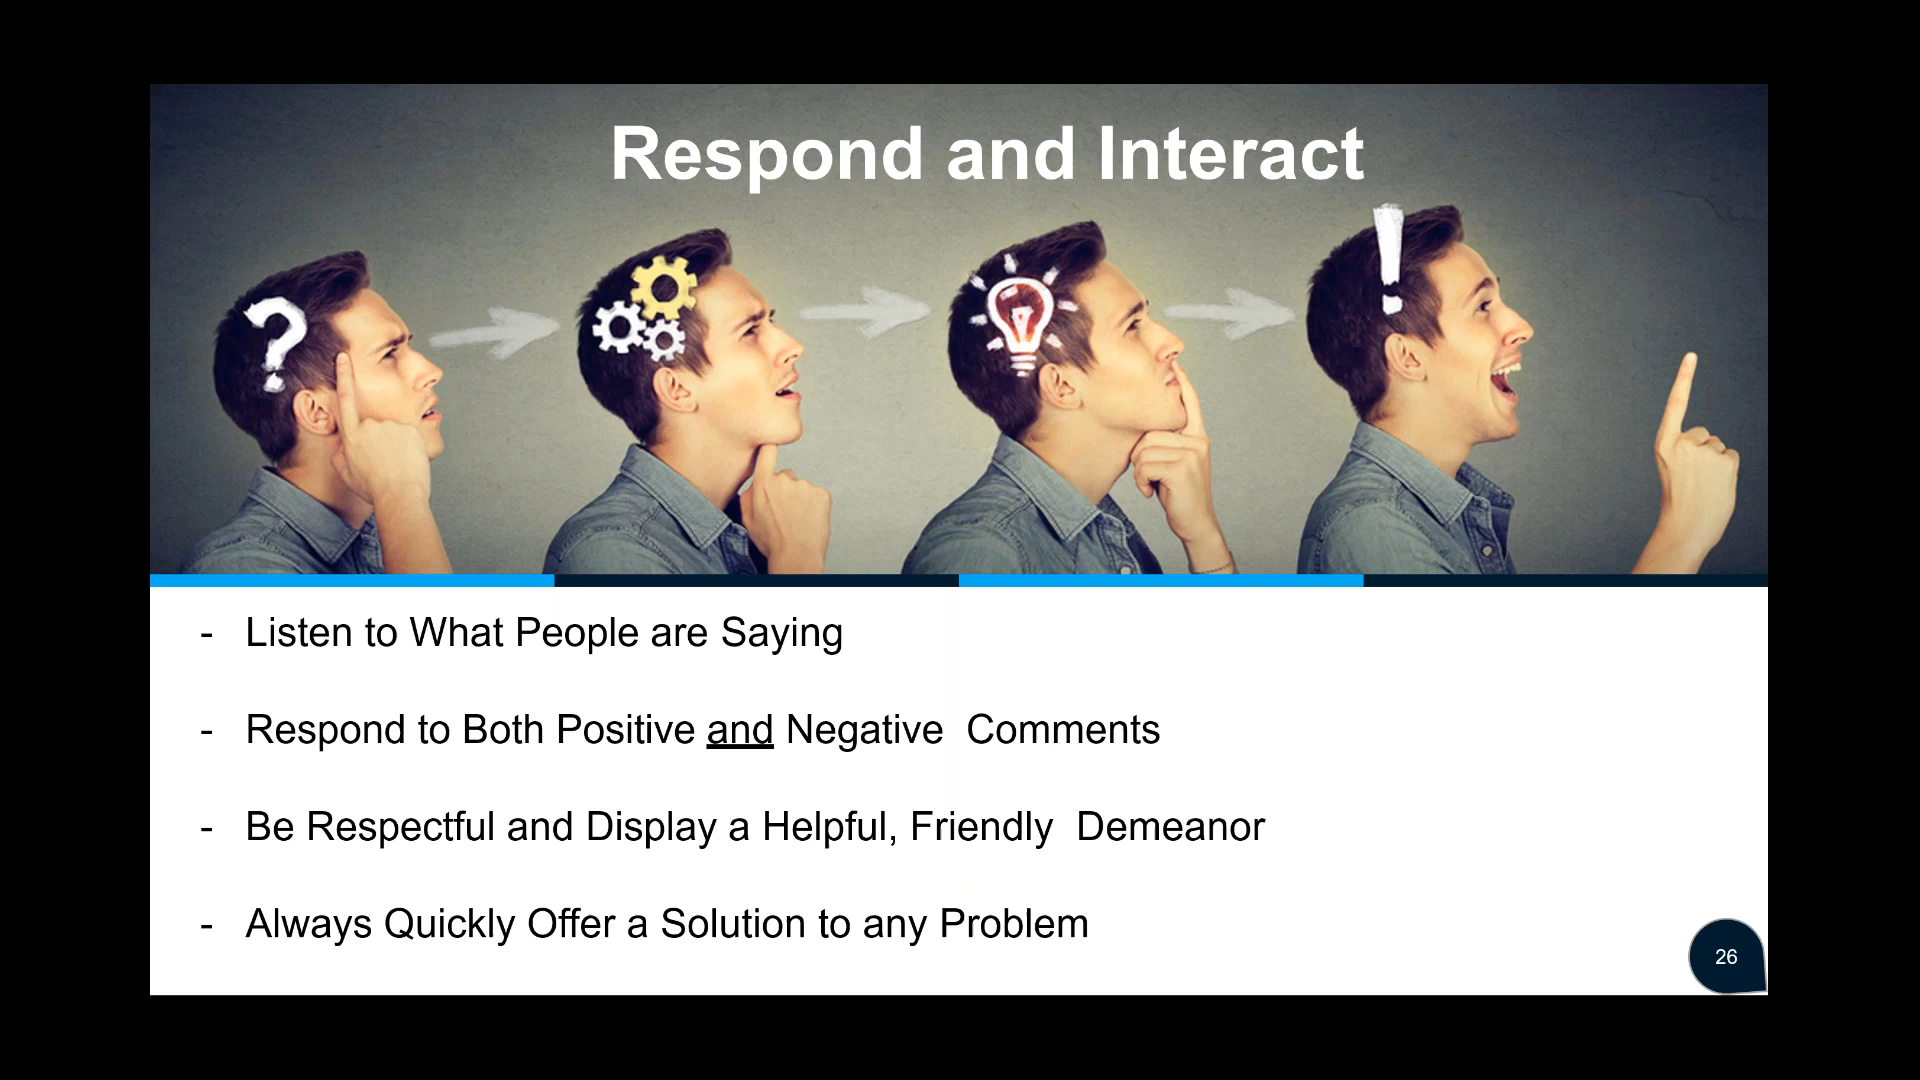 Respond and Interact
- Listen to What People are Saying
- Respond to Both Positive and Negative  Comments
- Be Respectful and Display a Helpful, Friendly  Demeanor
- Always Quickly Offer a Solution to any Problem
26